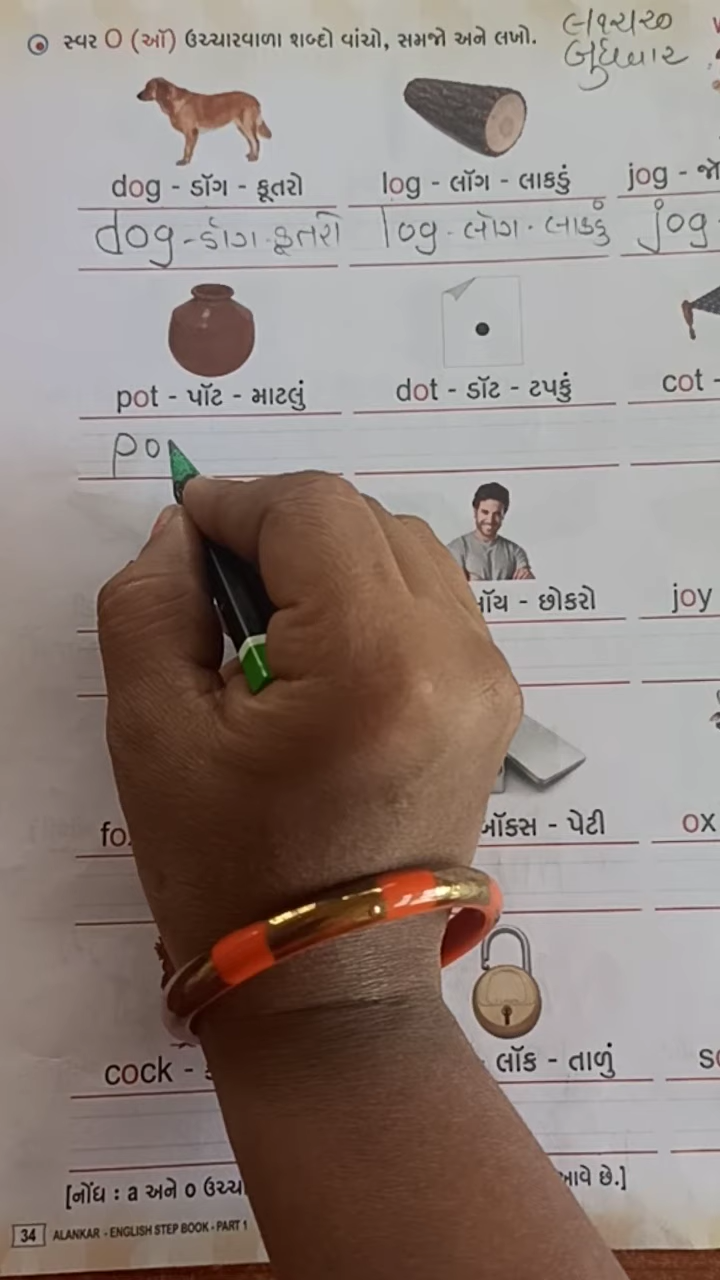 સ્વર O (ઑ) ઉચ્ચારવાળા શબ્દો વાંચો, સમજો અને લખો.
બુધવાર
dog - ડૉગ - કૂતરો
log - લૉગ - લાકડું
jog - જૉ
dog - ડૉગ - કૂતરો
log - લૉગ - લાકડું
jog
pot - પૉટ - માટલું
dot - ડૉટ - ટપકું
cot -
po
ૉય - છોકરો
joy
fo
ૉક્સ - પેટી
ox
cock -
લૉક - તાળું
[નોંધ : a અને o ઉચ્ચા
આવે છે.]
34 ALANKAR - ENGLISH STEP BOOK - PART 1